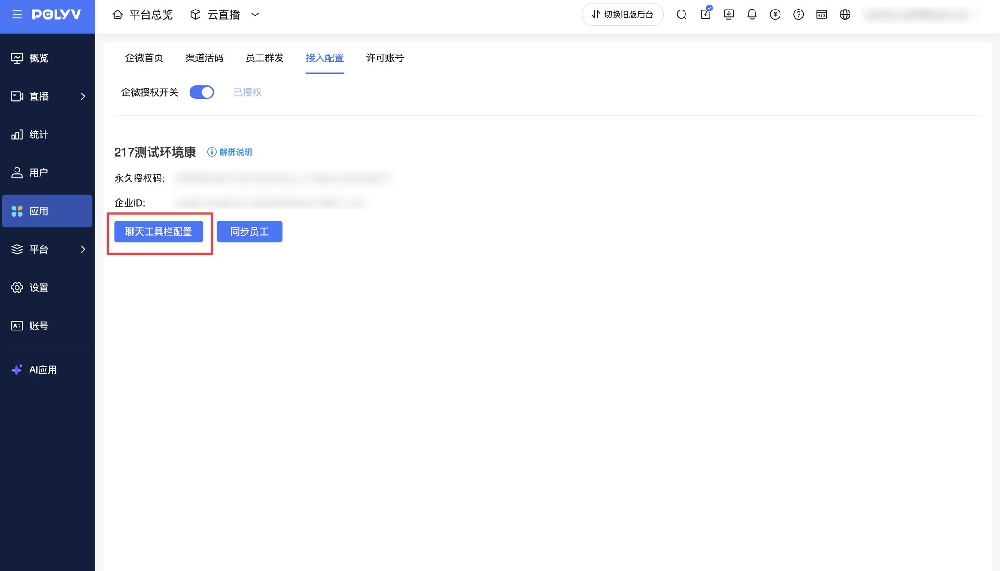 POLYV
平台总览
云直播
切换旧版后台
概览
直播
统计
用户
应用
平台
设置
账号
AI应用
企微首页
渠道活码
员工群发
接入配置
许可账号
企微授权开关
已授权
217测试环境康
解绑说明
永久授权码:
企业ID:
聊天工具栏配置
同步员工